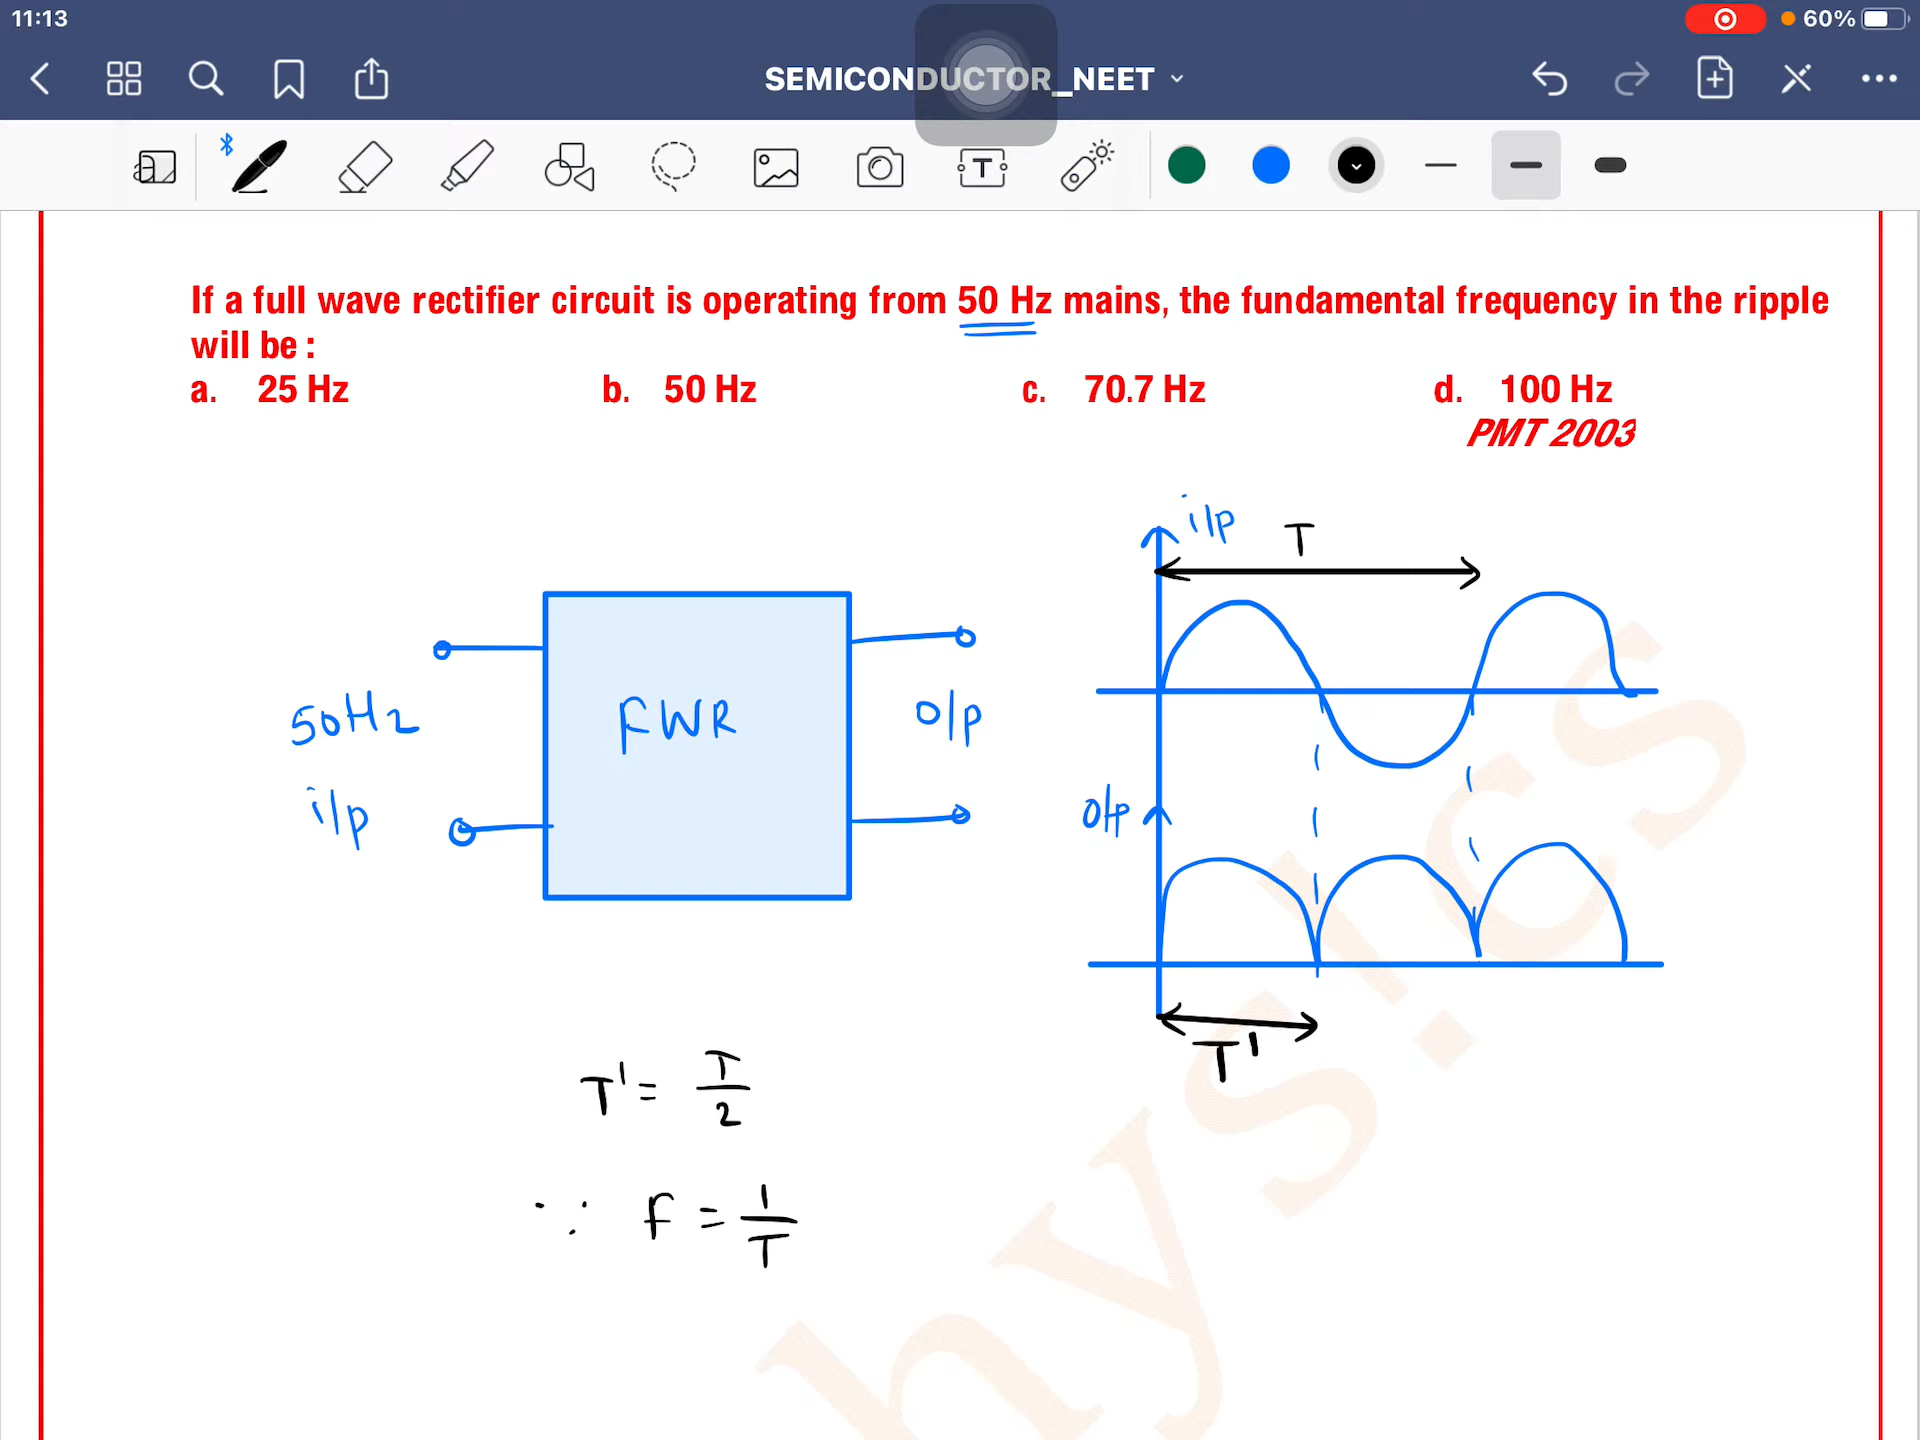 11:13
60%
SEMICONDUCTOR_NEET
If a full wave rectifier circuit is operating from 50 Hz mains, the fundamental frequency in the ripple
will be :
a. 25 Hz b. 50 Hz c. 70.7 Hz d. 100 Hz
PMT 2003
i/p T
50Hz FWR o/p
i/p o/p
T'
T' = T/2
∵ f = 1/T
hysics